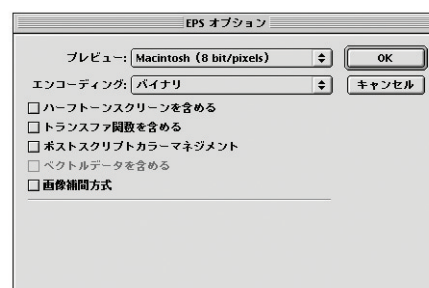 EPS オプション
プレビュー: Macintosh (8 bit/pixels) OK
エンコーディング: バイナリ キャンセル
ハーフトーンスクリーンを含める
トランスファ関数を含める
ポストスクリプトカラーマネジメント
ベクトルデータを含める
画像補間方式